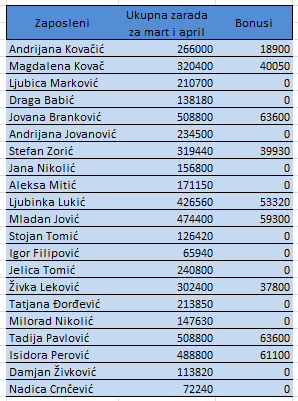 Zaposleni Ukupna zarada za mart i april Bonusi
Andrijana Kovačić 266000 18900
Magdalena Kovač 320400 40050
Ljubica Marković 210700 0
Draga Babić 138180 0
Jovana Branković 508800 63600
Andrijana Jovanović 234500 0
Stefan Zorić 319440 39930
Jana Nikolić 156800 0
Aleksa Mitić 171150 0
Ljubinka Lukić 426560 53320
Mladan Jović 474400 59300
Stojan Tomić 126420 0
Igor Filipović 65940 0
Jelica Tomić 240800 0
Živka Leković 302400 37800
Tatjana Đorđević 213850 0
Milorad Nikolić 147630 0
Tadija Pavlović 508800 63600
Isidora Perović 488800 61100
Damjan Živković 113820 0
Nadica Crnčević 72240 0